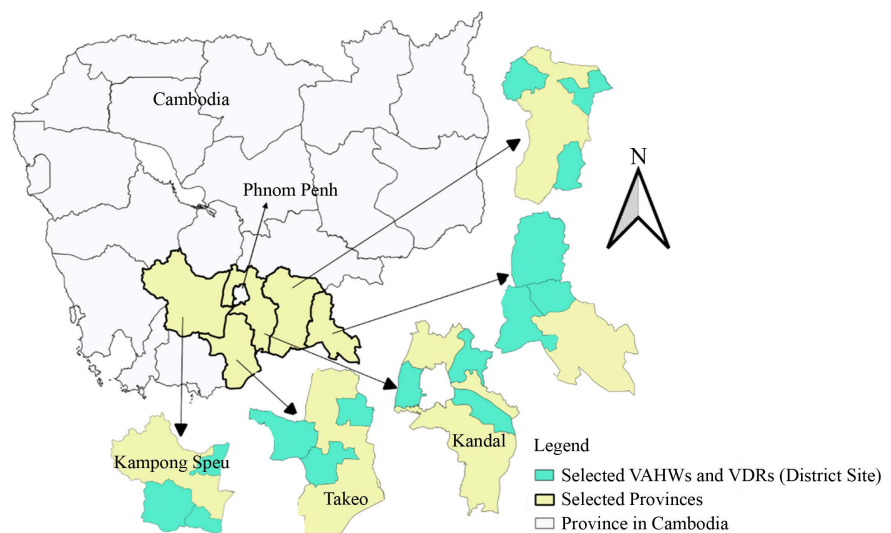 Cambodia
Phnom Penh
N
Kampong Speu
Takeo
Kandal
Legend
Selected VAHWs and VDRs (District Site)
Selected Provinces
Province in Cambodia